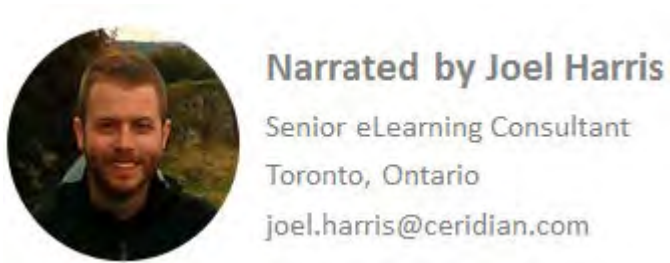 Narrated by Joel Harris
Senior eLearning Consultant
Toronto, Ontario
joel.harris@ceridian.com